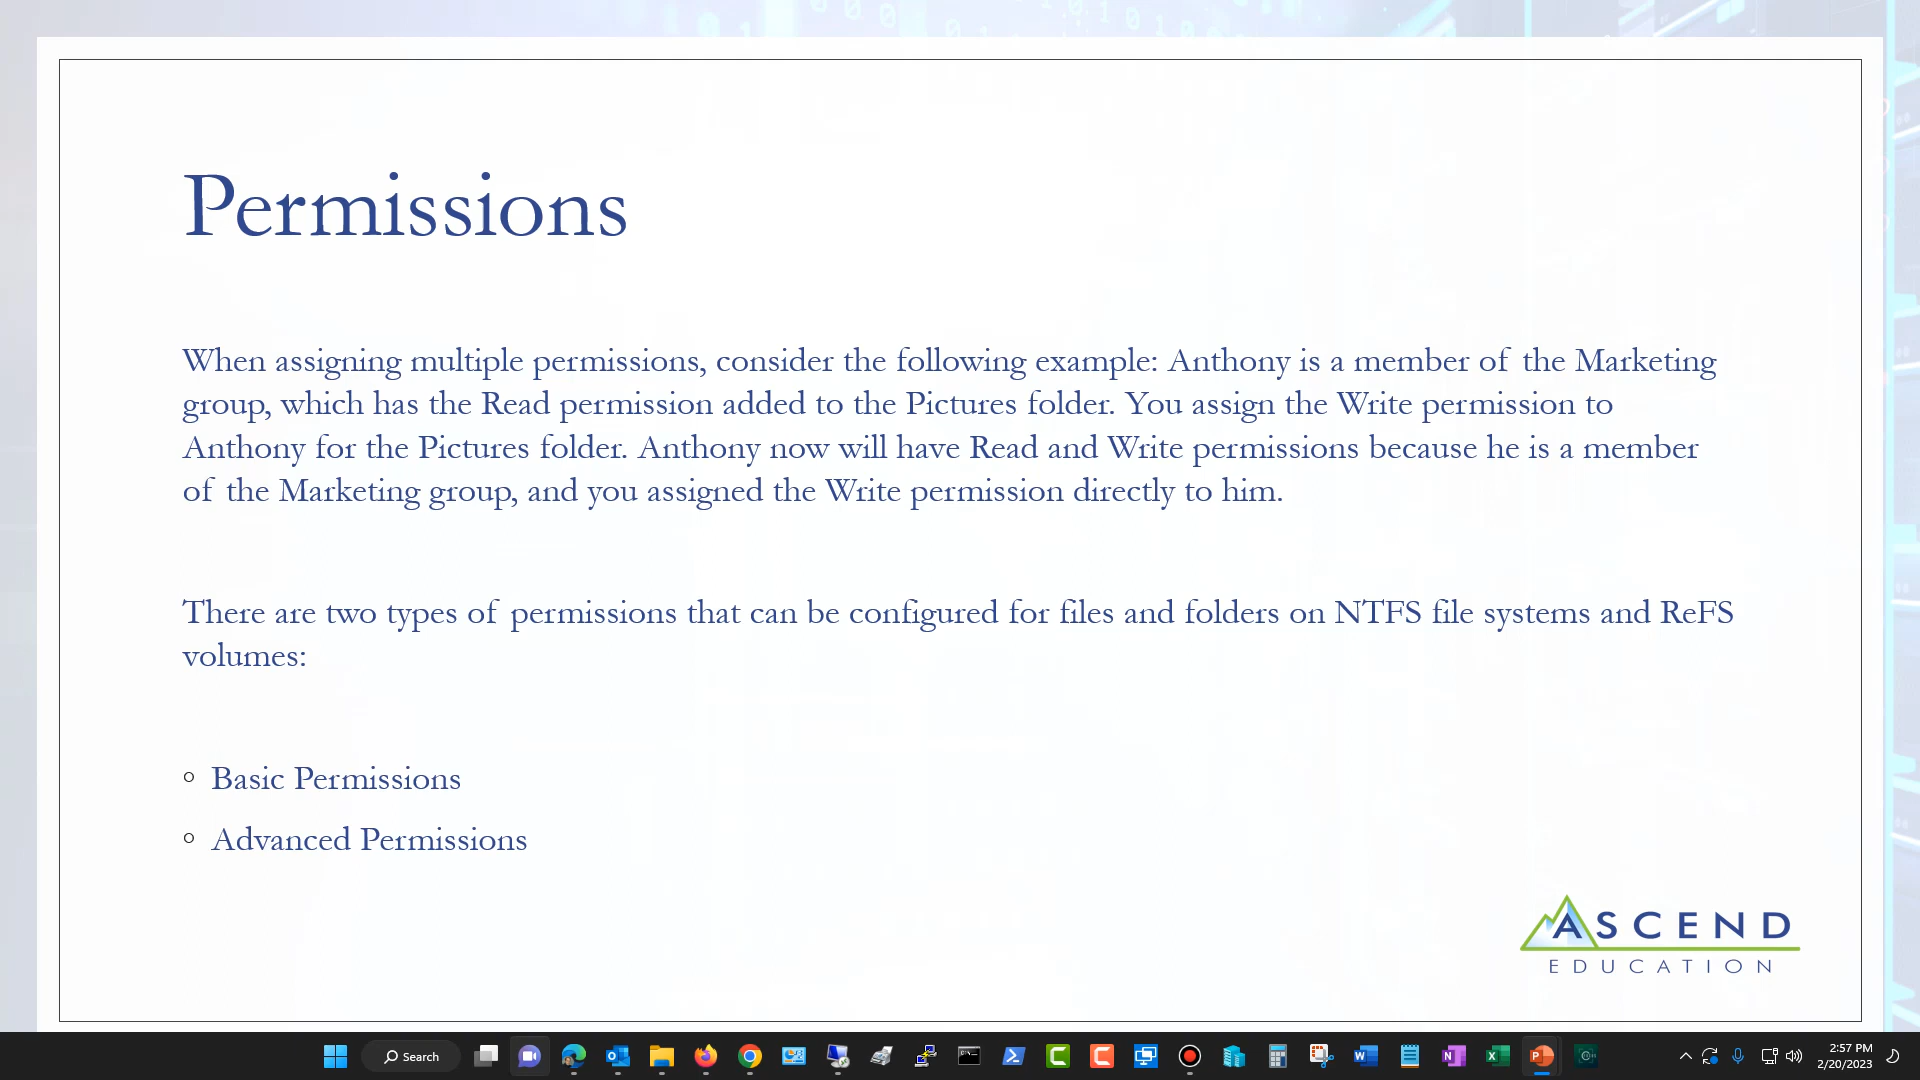 Permissions
When assigning multiple permissions, consider the following example: Anthony is a member of the Marketing
group, which has the Read permission added to the Pictures folder. You assign the Write permission to
Anthony for the Pictures folder. Anthony now will have Read and Write permissions because he is a member
of the Marketing group, and you assigned the Write permission directly to him.
There are two types of permissions that can be configured for files and folders on NTFS file systems and ReFS
volumes:
Basic Permissions
Advanced Permissions
ASCEND
EDUCATION
Search
2:57 PM
2/20/2023